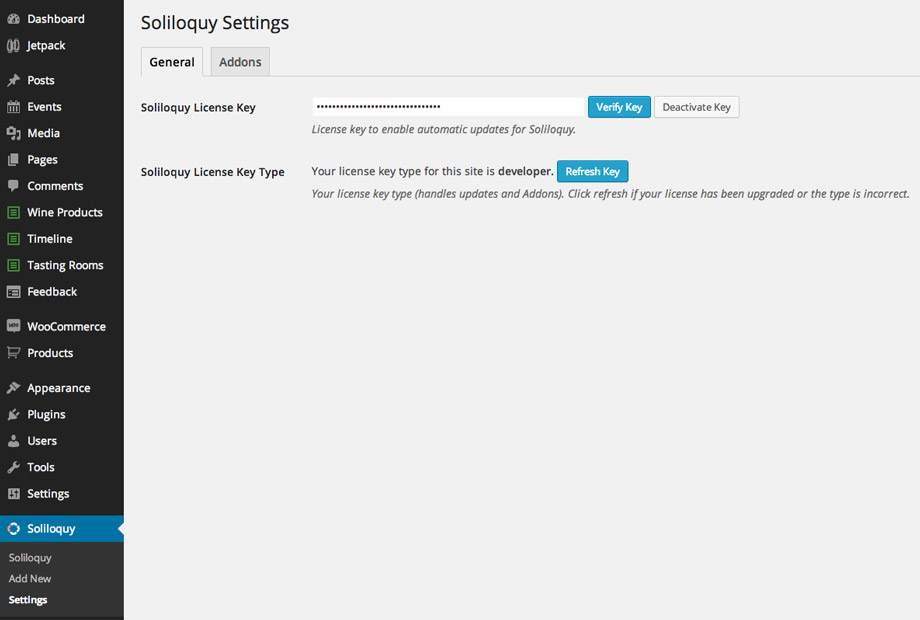 Dashboard
Jetpack
Posts
Events
Media
Pages
Comments
Wine Products
Timeline
Tasting Rooms
Feedback
WooCommerce
Products
Appearance
Plugins
Users
Tools
Settings
Soliloquy
Soliloquy
Add New
Settings
Soliloquy Settings
General Addons
Soliloquy License Key •••••••••••••••••••••••••••••••• Verify Key Deactivate Key
License key to enable automatic updates for Soliloquy.
Soliloquy License Key Type Your license key type for this site is developer. Refresh Key
Your license key type (handles updates and Addons). Click refresh if your license has been upgraded or the type is incorrect.